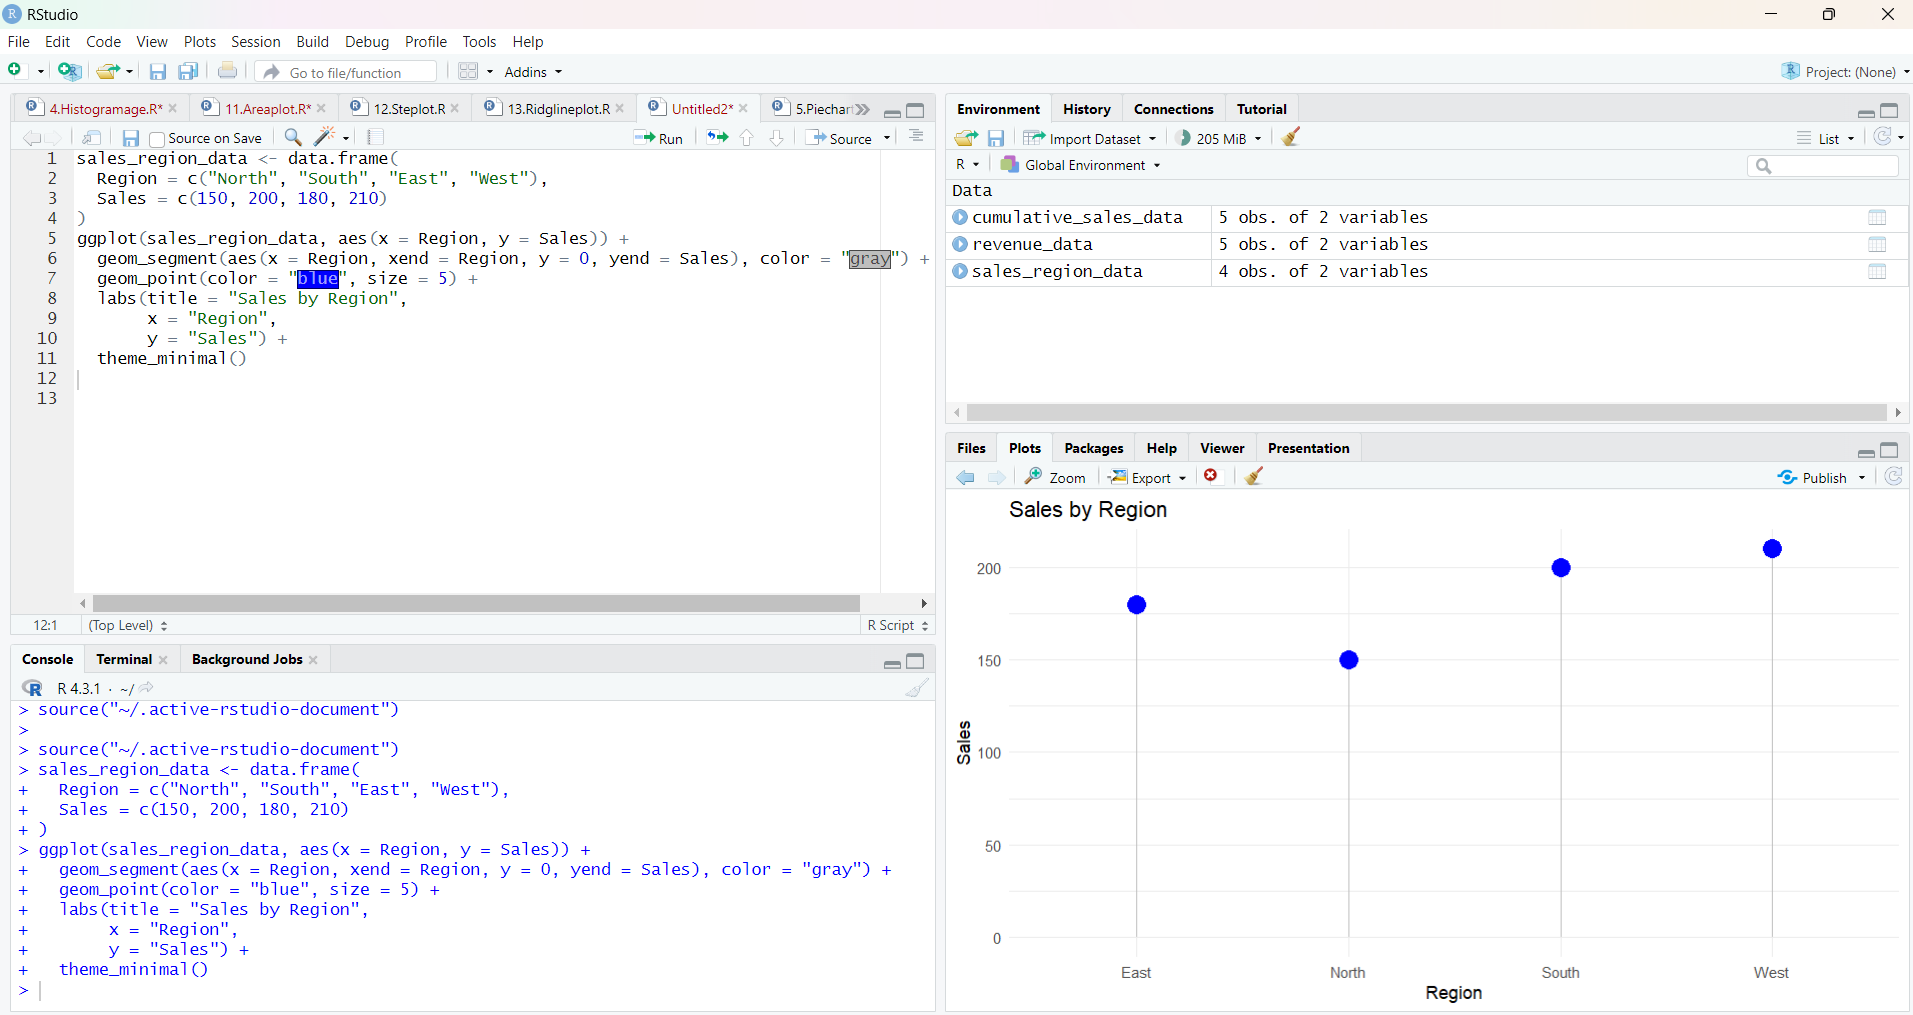 RStudio
File Edit Code View Plots Session Build Debug Profile Tools Help
Go to file/function Addins Project: (None)
4.Histogramage.R* 11.Areaplot.R* 12.Steplot.R 13.Ridglineplot.R Untitled2* 5.Piechar
Source on Save Run Source
1 sales_region_data <- data.frame(
2 Region = c("North", "South", "East", "West"),
3 Sales = c(150, 200, 180, 210)
4 )
5 ggplot(sales_region_data, aes(x = Region, y = Sales)) +
6 geom_segment(aes(x = Region, xend = Region, y = 0, yend = Sales), color = "gray") +
7 geom_point(color = "blue", size = 5) +
8 labs(title = "Sales by Region",
9 x = "Region",
10 y = "Sales") +
11 theme_minimal()
12
13
12:1 (Top Level) R Script
Console Terminal Background Jobs
R R 4.3.1 · ~/
> source("~/.active-rstudio-document")
>
> source("~/.active-rstudio-document")
> sales_region_data <- data.frame(
+ Region = c("North", "South", "East", "West"),
+ Sales = c(150, 200, 180, 210)
+ )
> ggplot(sales_region_data, aes(x = Region, y = Sales)) +
+ geom_segment(aes(x = Region, xend = Region, y = 0, yend = Sales), color = "gray") +
+ geom_point(color = "blue", size = 5) +
+ labs(title = "Sales by Region",
+ x = "Region",
+ y = "Sales") +
+ theme_minimal()
>
Environment History Connections Tutorial
Import Dataset 205 MiB List
R Global Environment
Data
cumulative_sales_data 5 obs. of 2 variables
revenue_data 5 obs. of 2 variables
sales_region_data 4 obs. of 2 variables
Files Plots Packages Help Viewer Presentation
Zoom Export Publish
Sales by Region
200
150
100
50
0
Sales
East North South West
Region